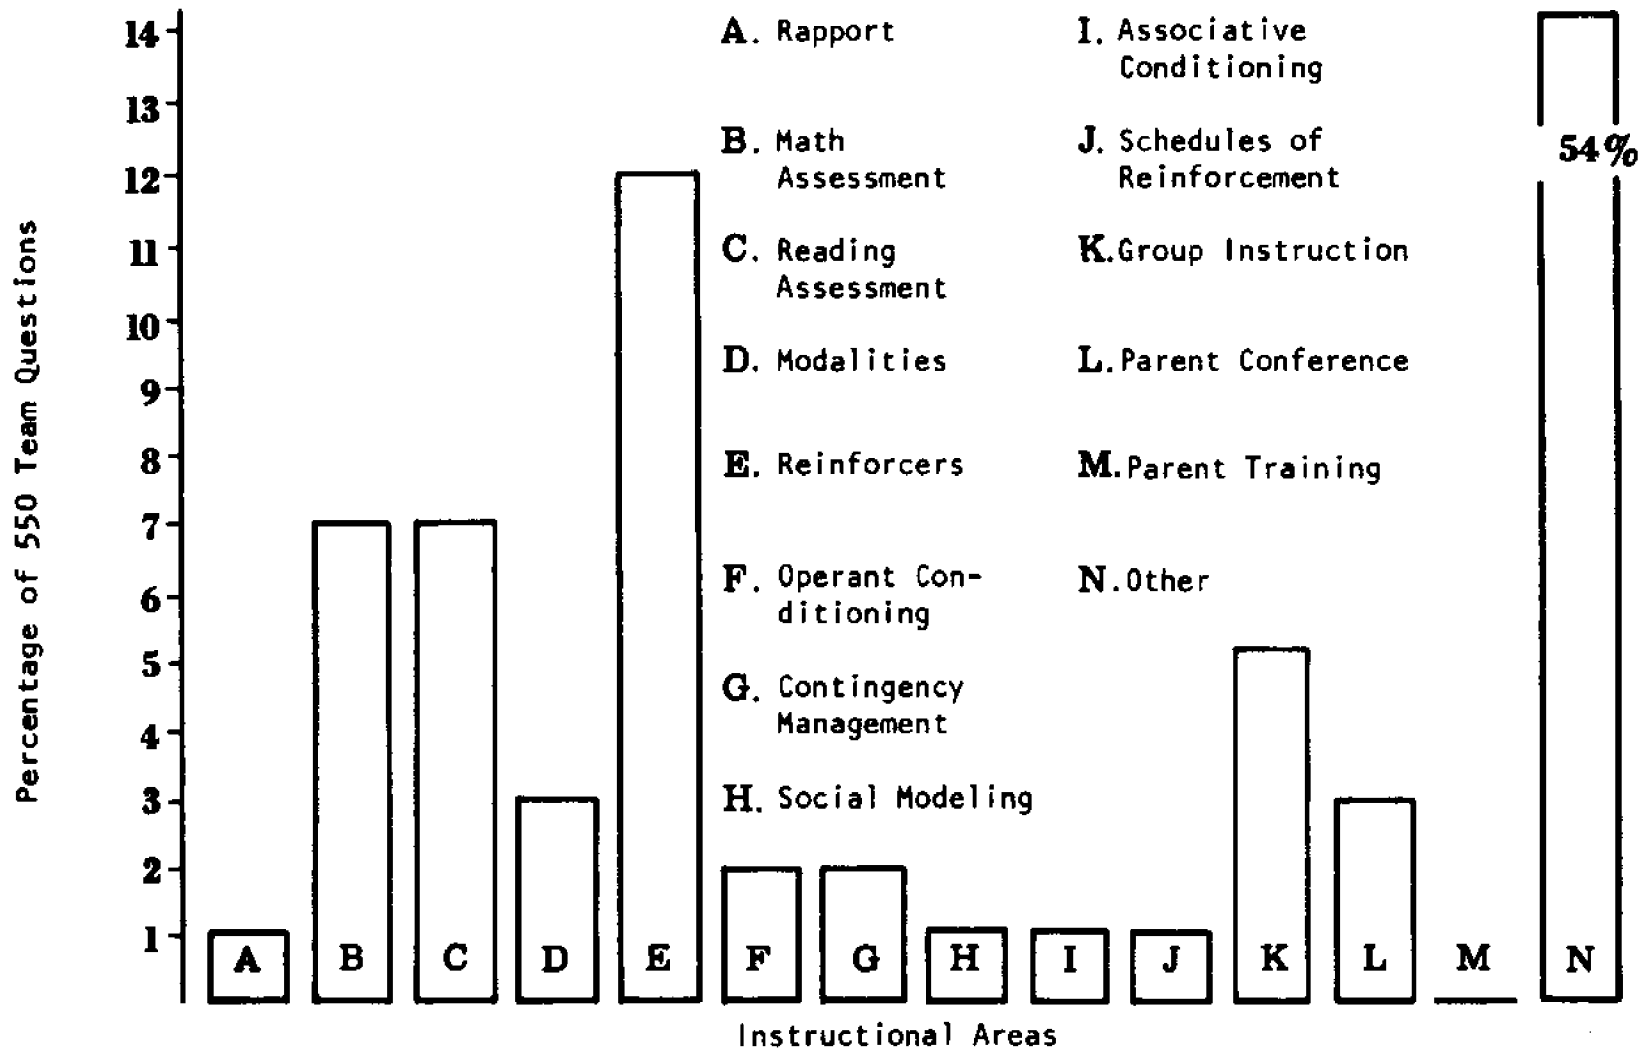 Percentage of 550 Team Questions
14
13
12
11
10
9
8
7
6
5
4
3
2
1
A. Rapport
B. Math
Assessment
C. Reading
Assessment
D. Modalities
E. Reinforcers
F. Operant Con-
ditioning
G. Contingency
Management
H. Social Modeling
I. Associative
Conditioning
J. Schedules of
Reinforcement
K. Group Instruction
L. Parent Conference
M. Parent Training
N. Other
54%
A B C D E F G H I J K L M N
Instructional Areas